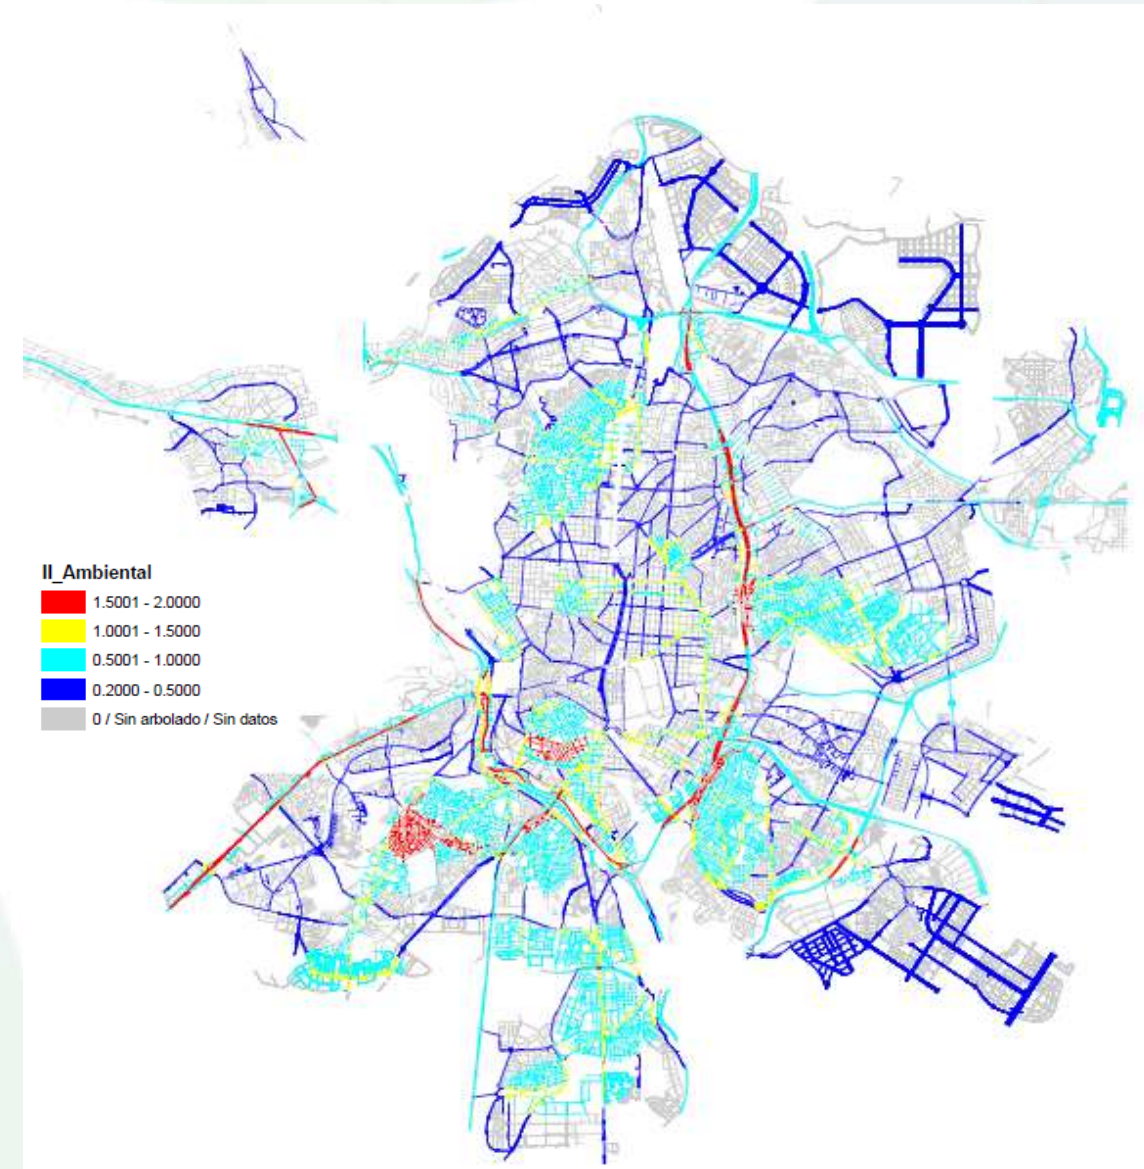 II_Ambiental
1.5001 - 2.0000
1.0001 - 1.5000
0.5001 - 1.0000
0.2000 - 0.5000
0 / Sin arbolado / Sin datos